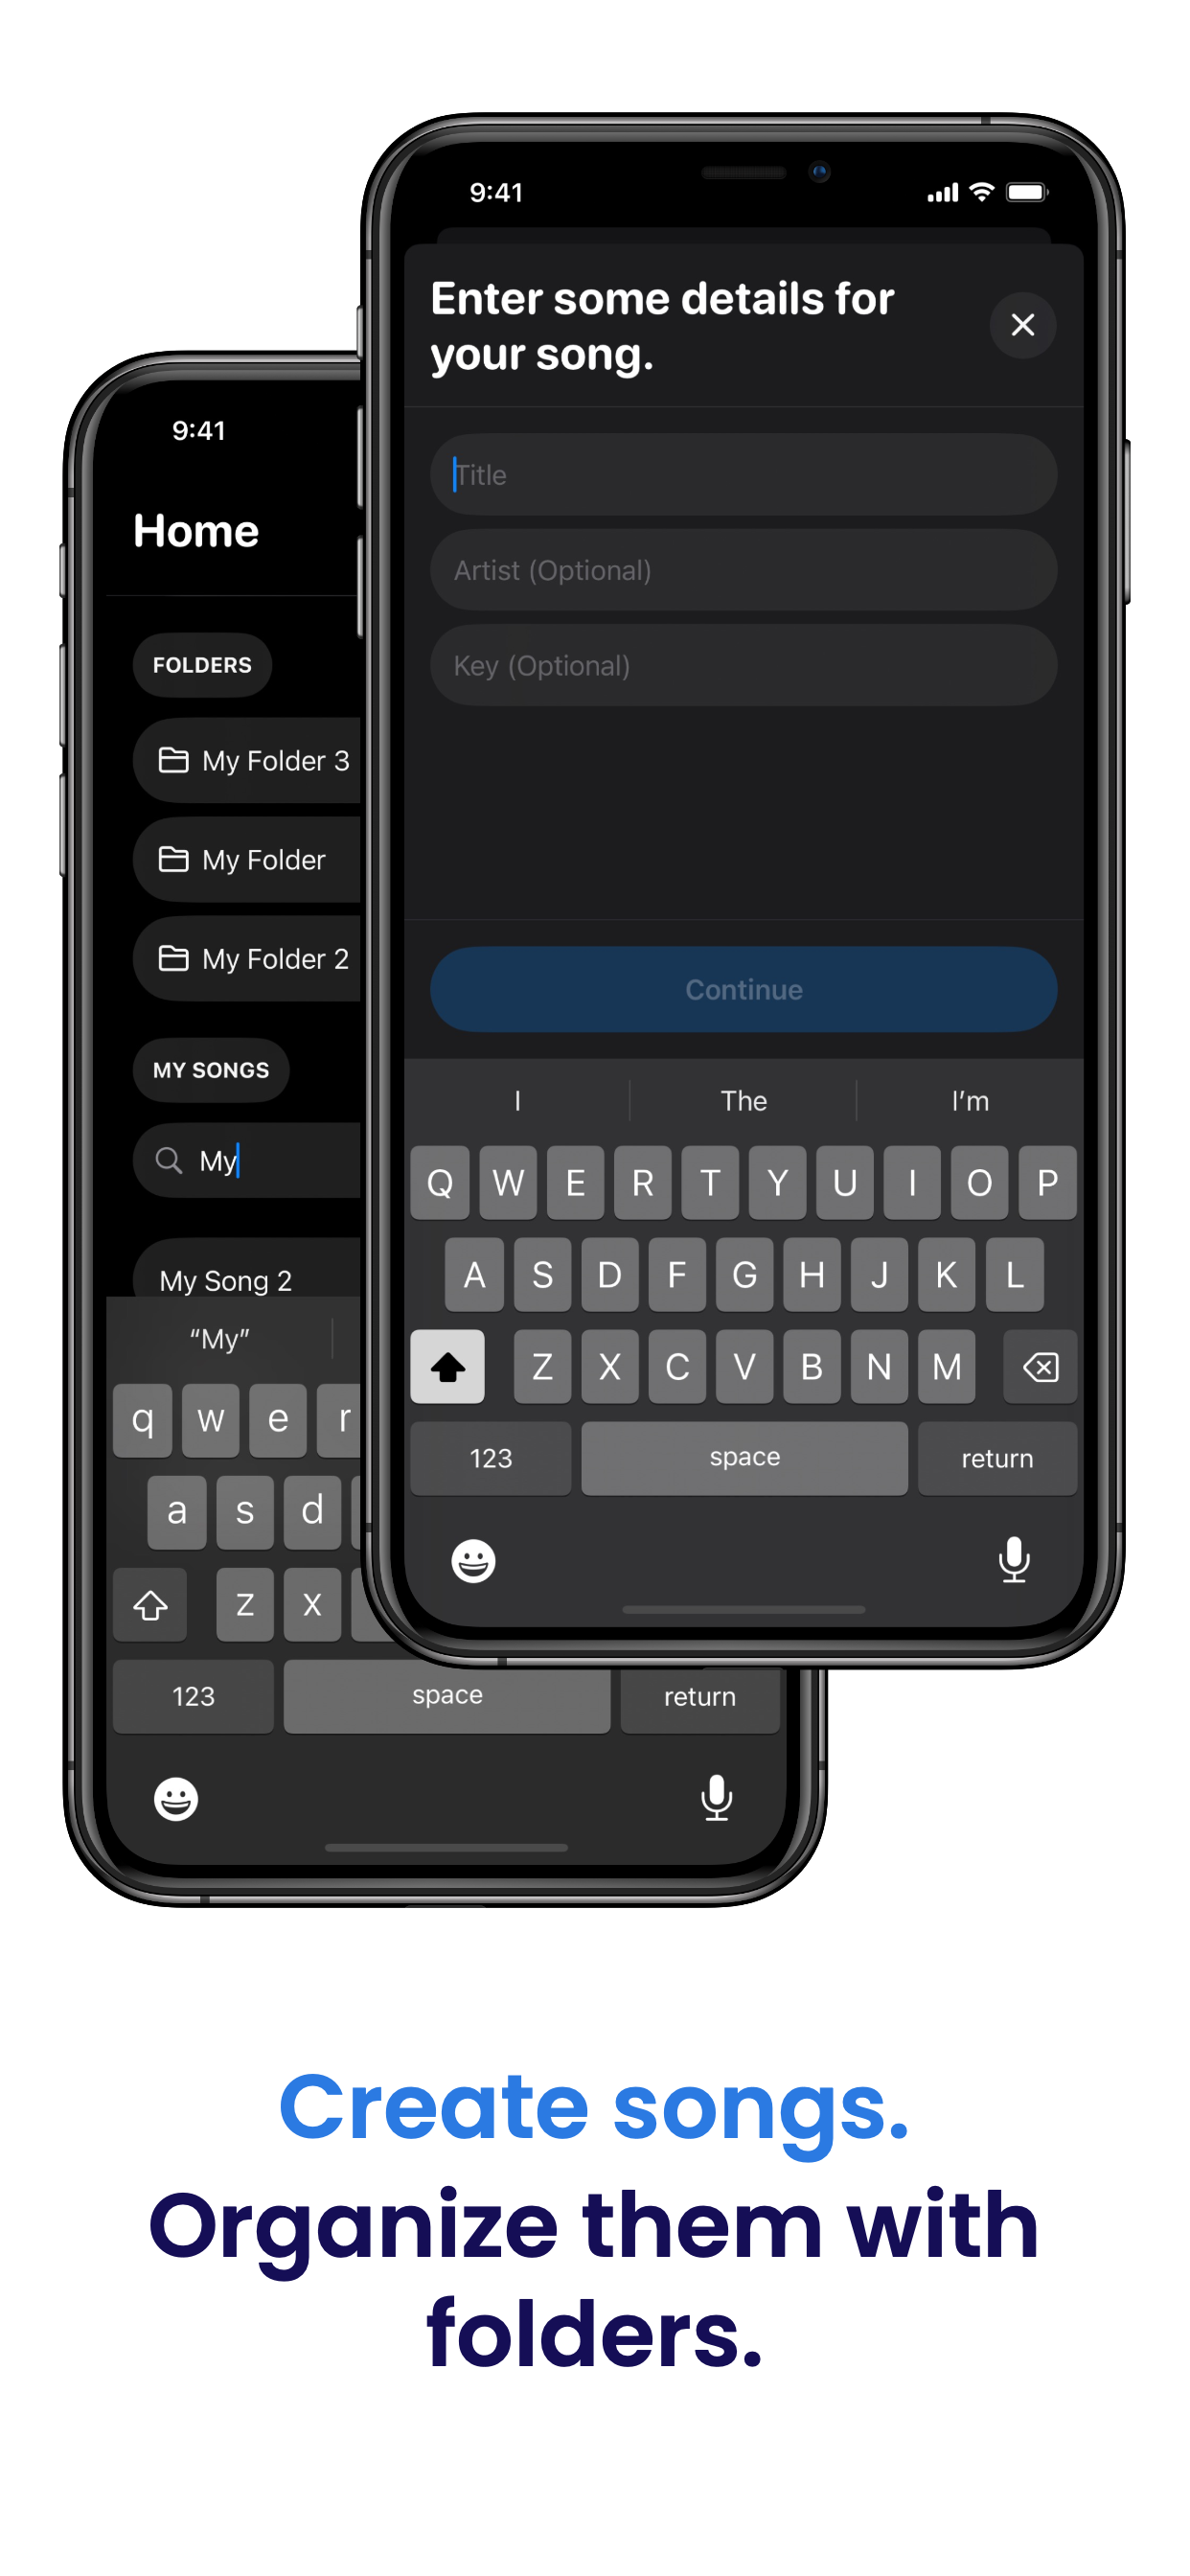 9:41
Enter some details for
your song.
Title
Artist (Optional)
Key (Optional)
Continue
I The I’m
Q W E R T Y U I O P
A S D F G H J K L
Z X C V B N M
123 space return
9:41
Home
FOLDERS
My Folder 3
My Folder
My Folder 2
MY SONGS
My
My Song 2
“My”
q w e r
a s d
z x
123 space return
Create songs.
Organize them with
folders.